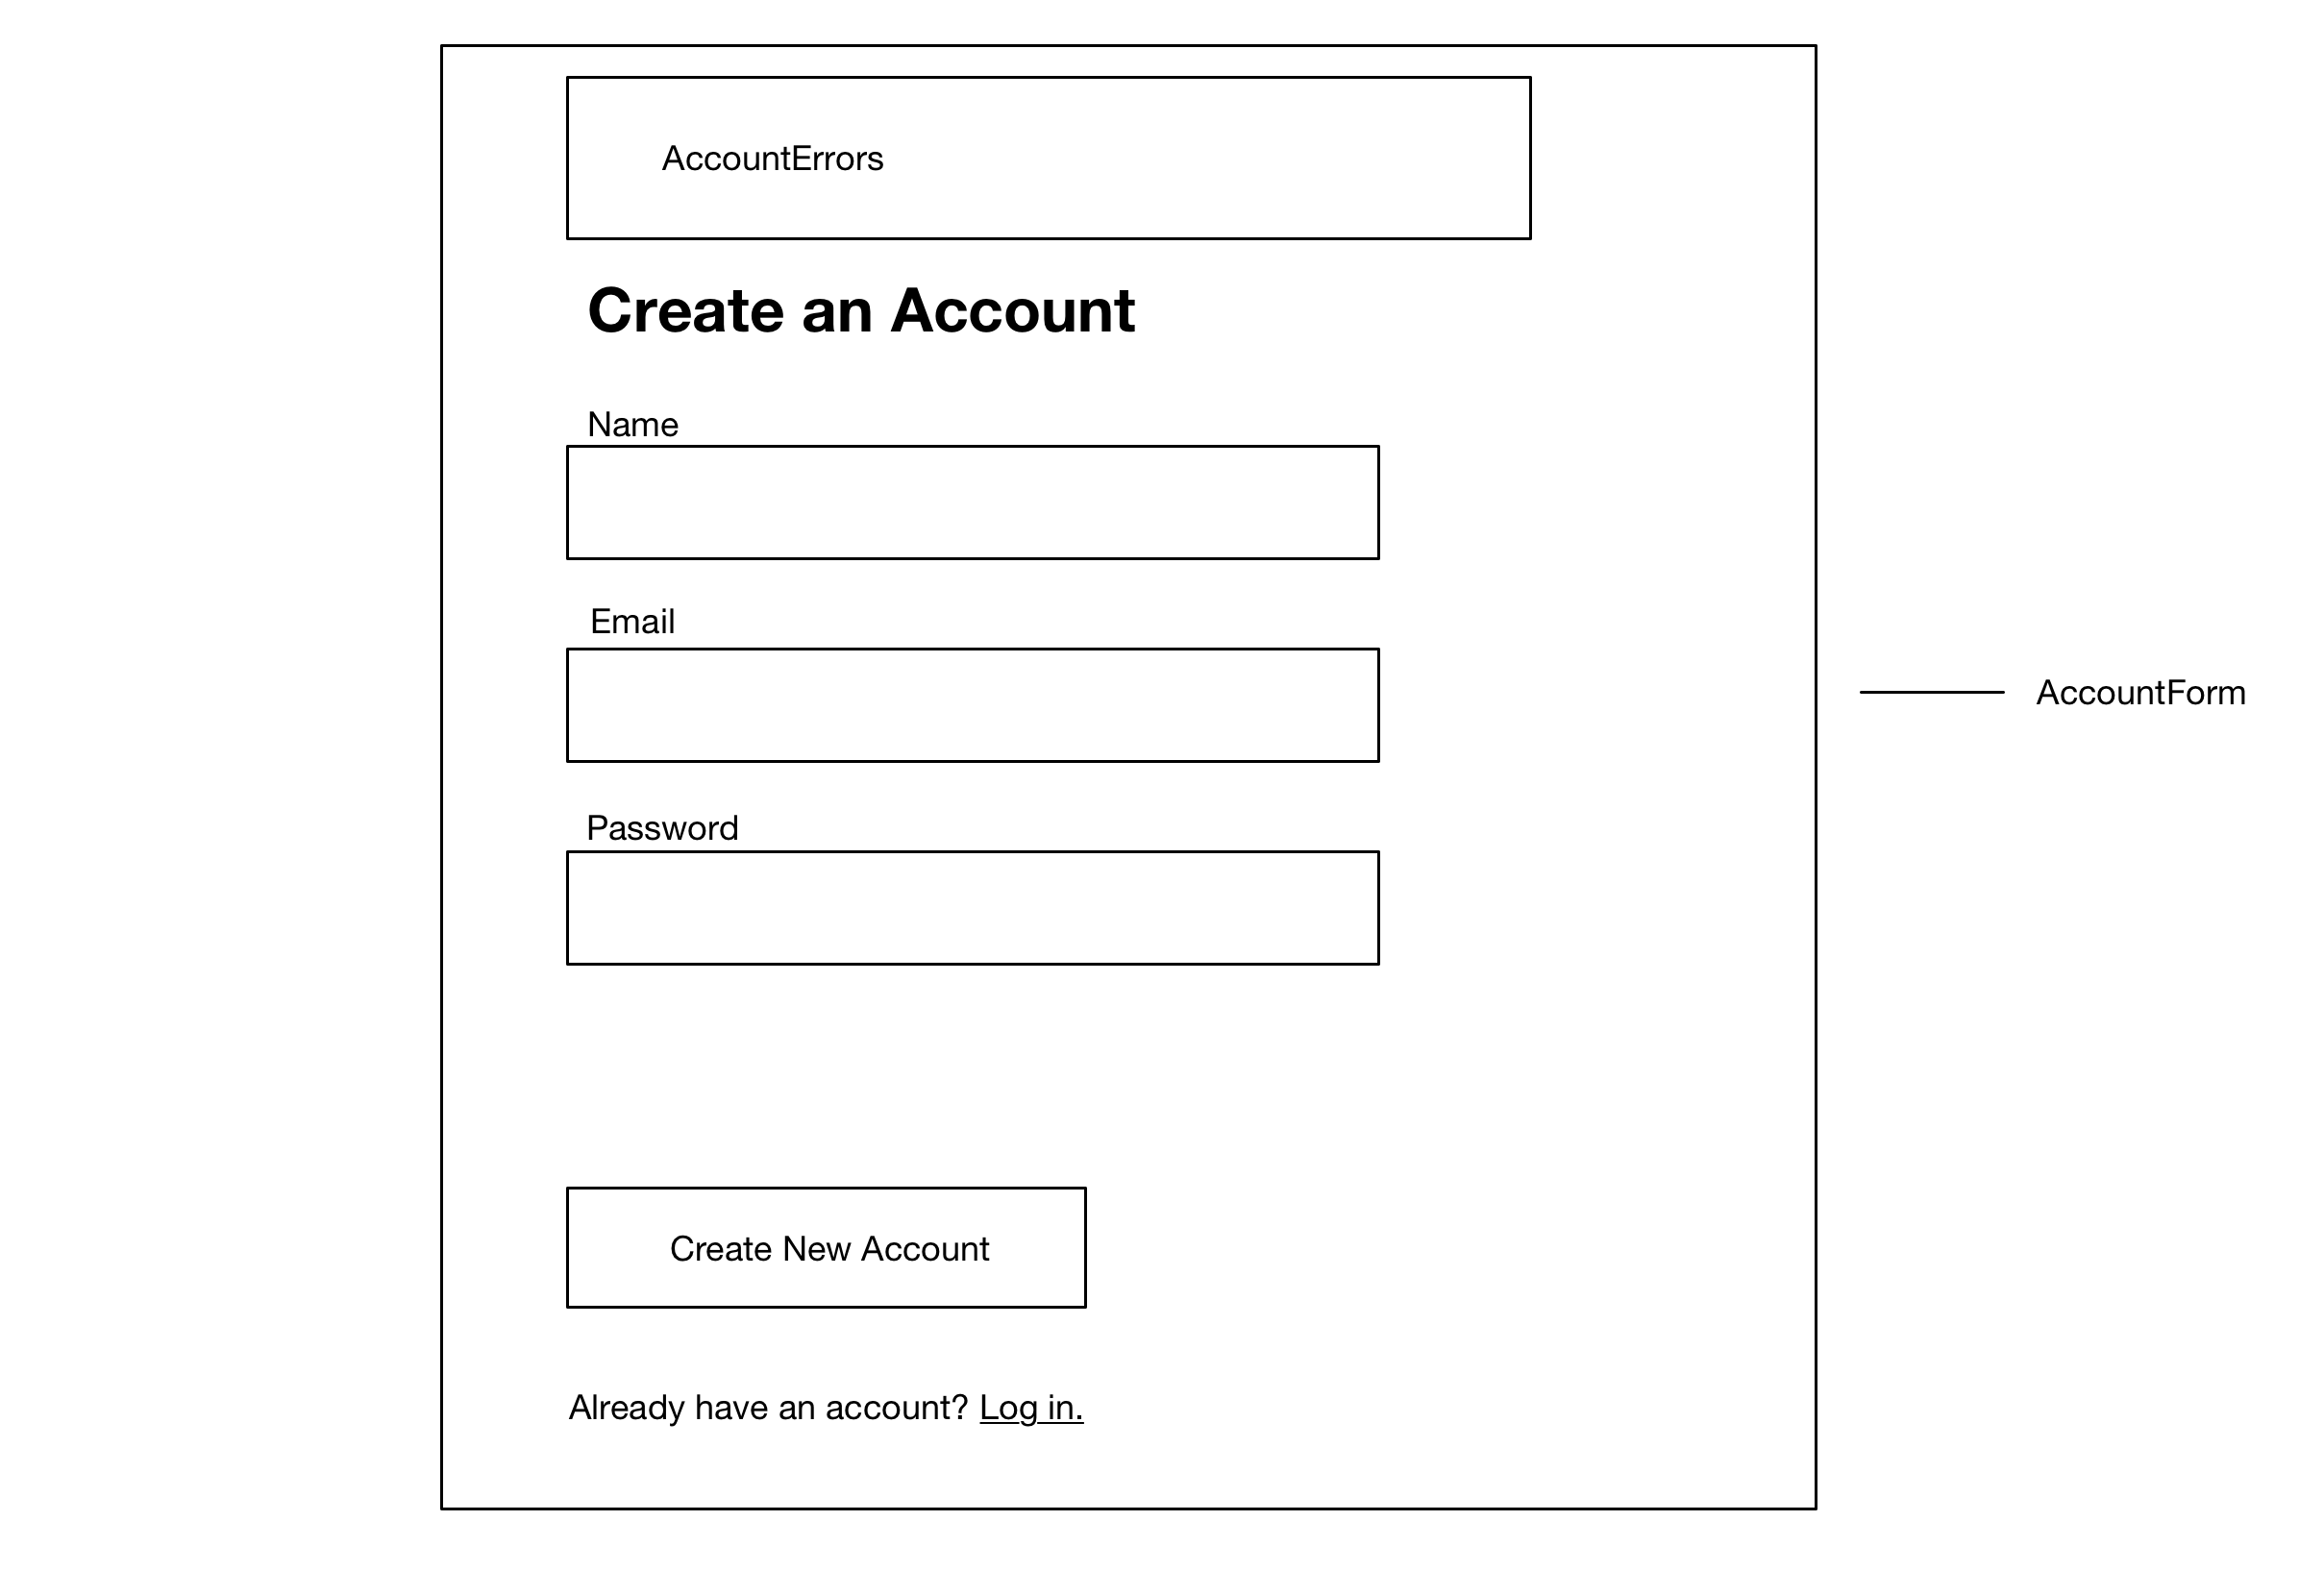 AccountErrors
Create an Account
Name
Email
AccountForm
Password
Create New Account
Already have an account? Log in.